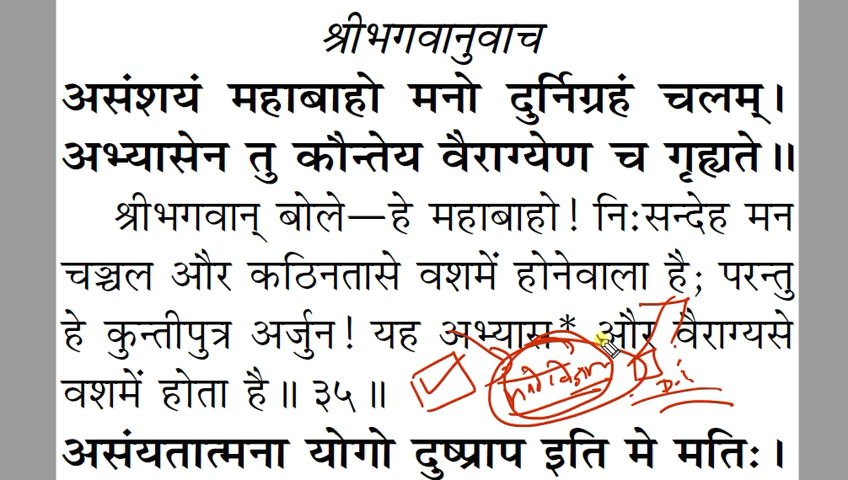 श्रीभगवानुवाच
असंशयं महाबाहो मनो दुर्निग्रहं चलम्।
अभ्यासेन तु कौन्तेय वैराग्येण च गृह्यते॥
श्रीभगवान् बोले—हे महाबाहो! निःसन्देह मन
चञ्चल और कठिनतासे वशमें होनेवाला है; परन्तु
हे कुन्तीपुत्र अर्जुन! यह अभ्यास* और वैराग्यसे
वशमें होता है॥ ३५॥
असंयतात्मना योगो दुष्प्राप इति मे मतिः।